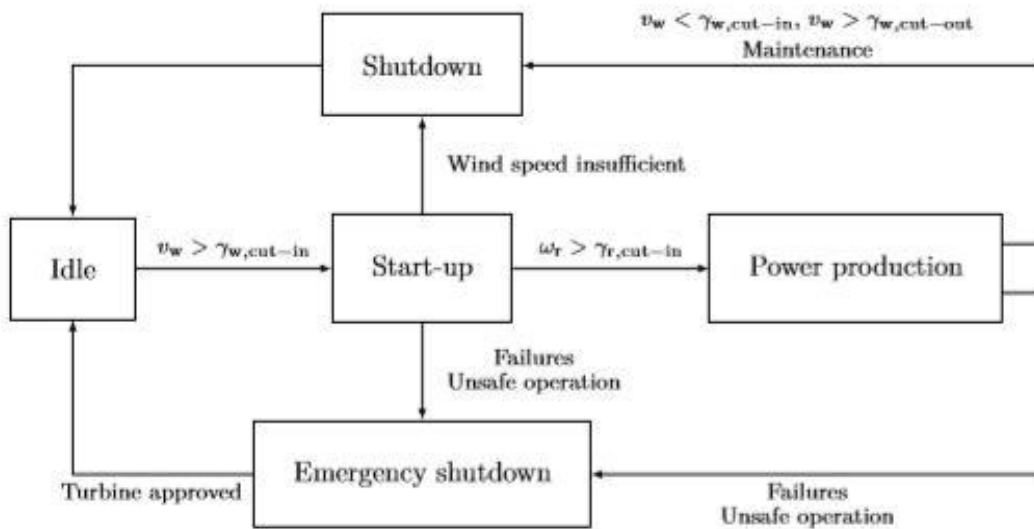 v_w < γ_w,cut−in, v_w > γ_w,cut−out
Maintenance
Shutdown
Wind speed insufficient
Idle
v_w > γ_w,cut−in
Start-up
ω_r > γ_r,cut−in
Power production
Failures
Unsafe operation
Emergency shutdown
Turbine approved
Failures
Unsafe operation